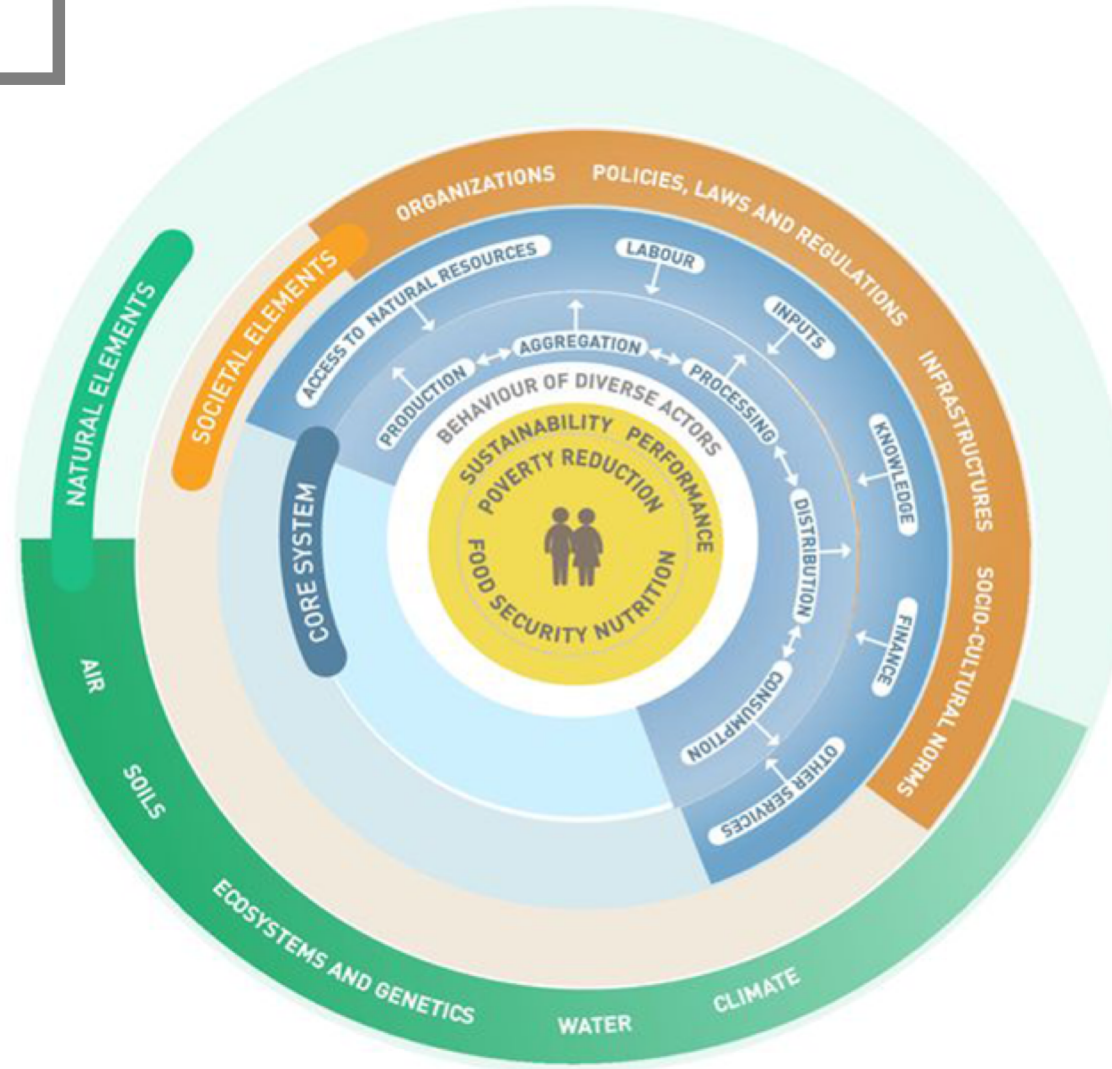 NATURAL ELEMENTS
AIR
SOILS
ECOSYSTEMS AND GENETICS
WATER
CLIMATE
SOCIETAL ELEMENTS
ORGANIZATIONS
POLICIES, LAWS AND REGULATIONS
INFRASTRUCTURES
SOCIO-CULTURAL NORMS
CORE SYSTEM
ACCESS TO NATURAL RESOURCES
LABOUR
INPUTS
KNOWLEDGE
FINANCE
OTHER SERVICES
PRODUCTION
AGGREGATION
PROCESSING
DISTRIBUTION
CONSUMPTION
BEHAVIOUR OF DIVERSE ACTORS
SUSTAINABILITY PERFORMANCE
POVERTY REDUCTION
FOOD SECURITY NUTRITION